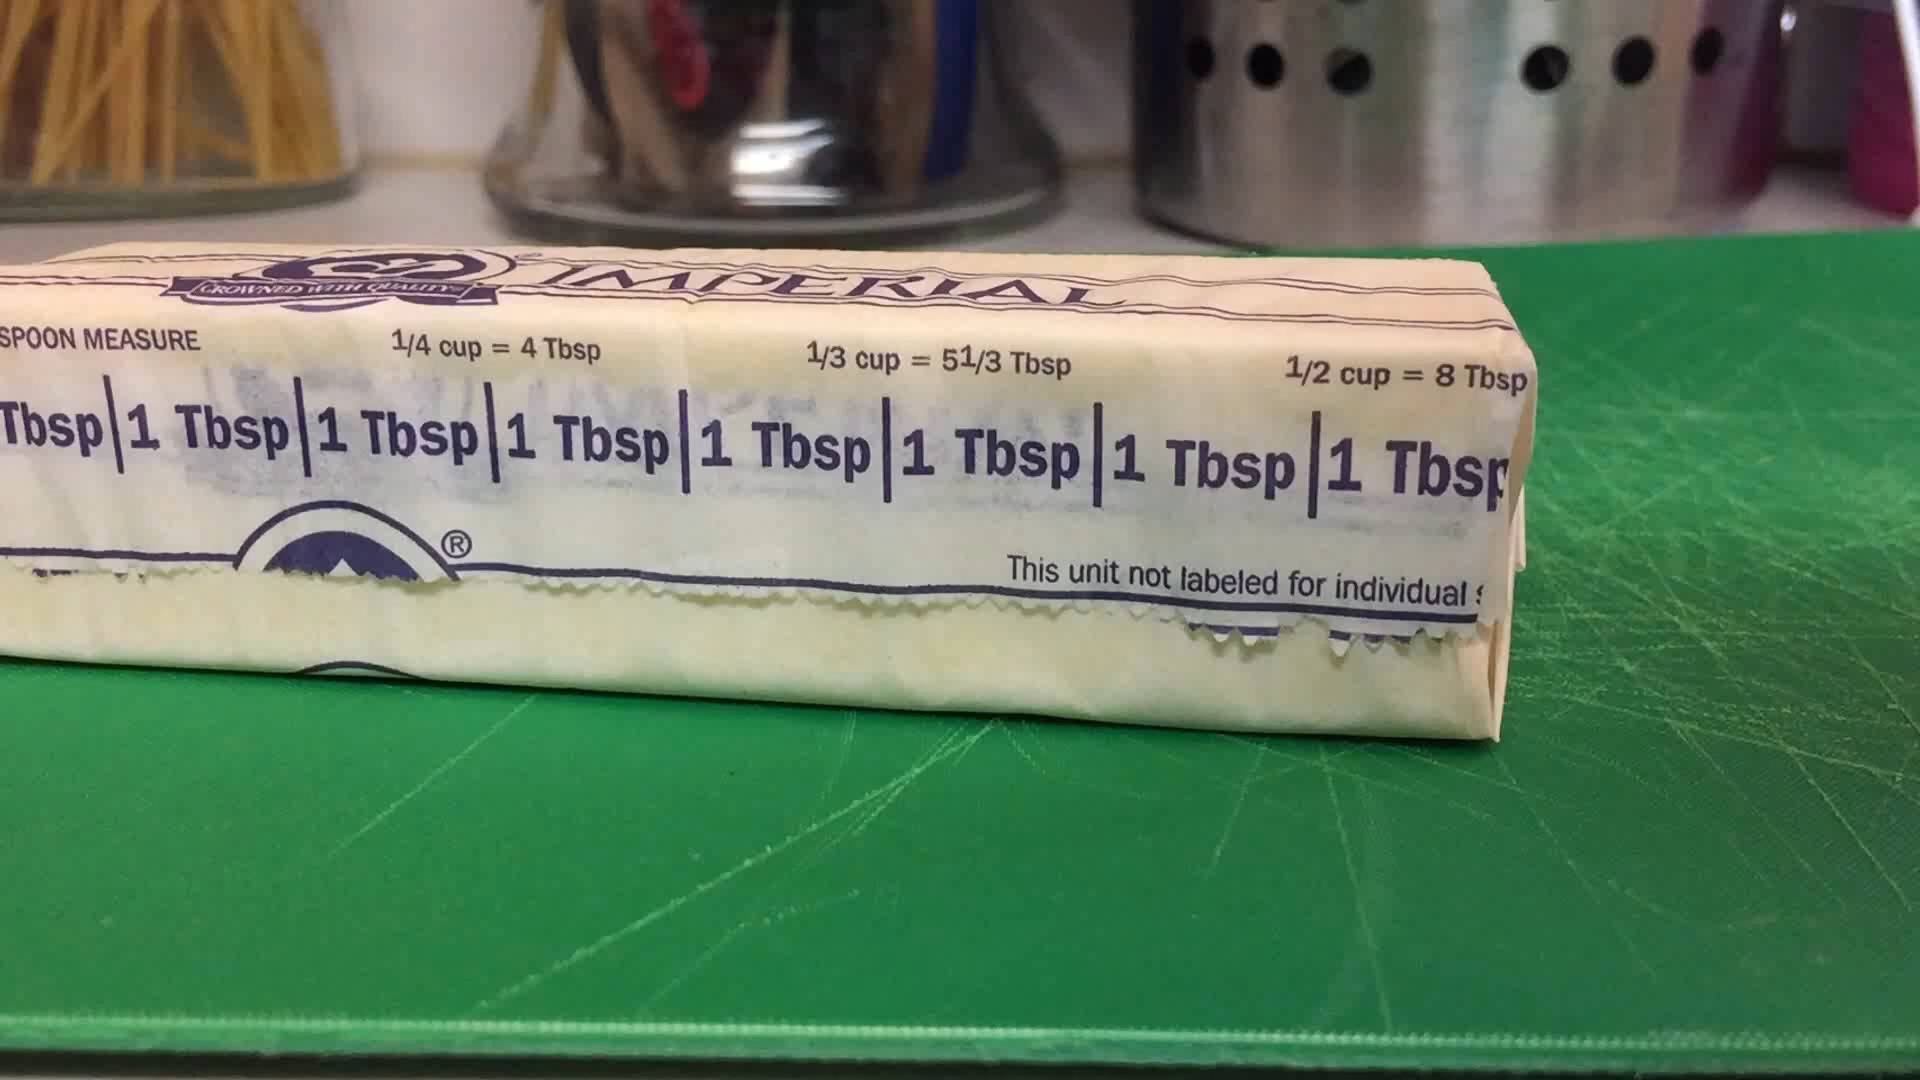 CROWNED WITH QUALITY
® IMPERIAL
SPOON MEASURE 1/4 cup = 4 Tbsp 1/3 cup = 51/3 Tbsp 1/2 cup = 8 Tbsp
Tbsp 1 Tbsp 1 Tbsp 1 Tbsp 1 Tbsp 1 Tbsp 1 Tbsp 1 Tbsp
®
This unit not labeled for individual